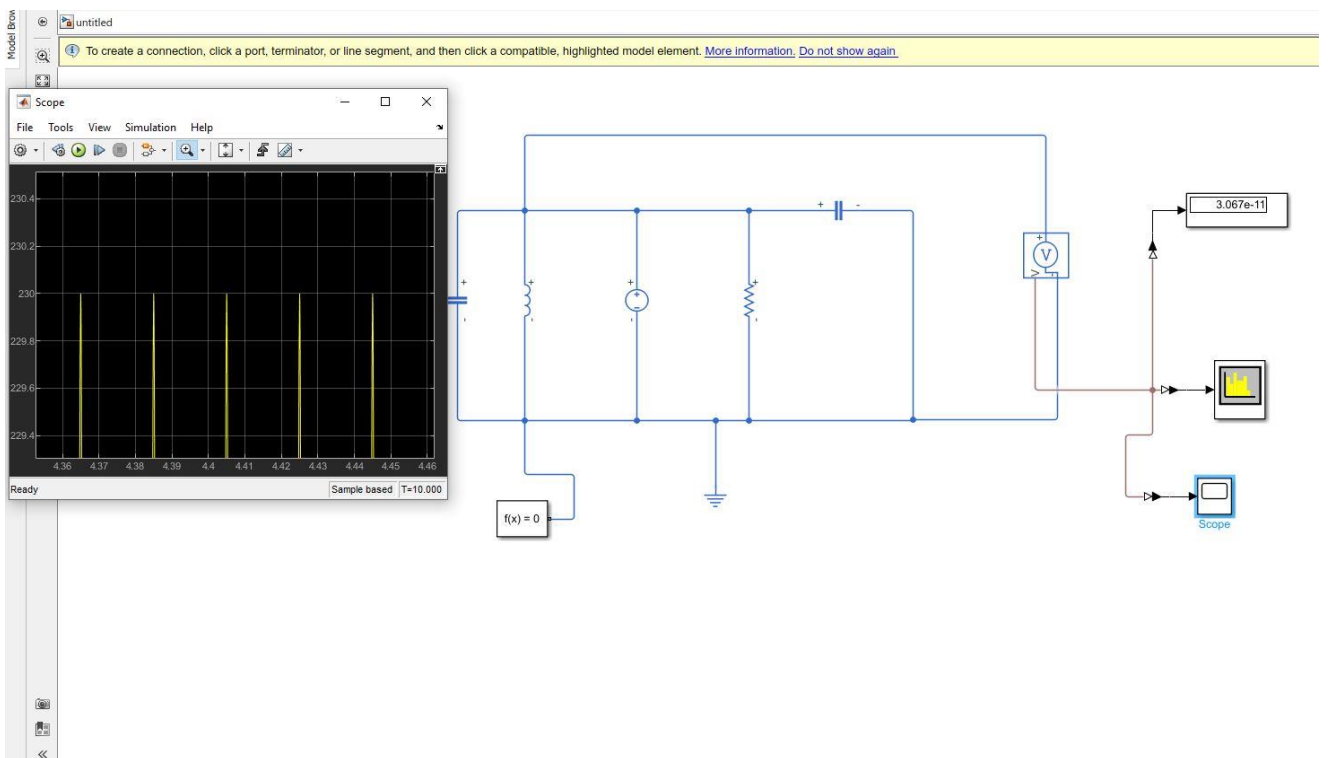 Model Brow
untitled
To create a connection, click a port, terminator, or line segment, and then click a compatible, highlighted model element. More information. Do not show again
Scope
File Tools View Simulation Help
230.4
230.2
230
229.8
229.6
229.4
4.36 4.37 4.38 4.39 4.4 4.41 4.42 4.43 4.44 4.45 4.46
Ready Sample based T=10.000
+ -
3.067e-11
+
V
-
V
+ + + +
- - - -
f(x) = 0
Scope